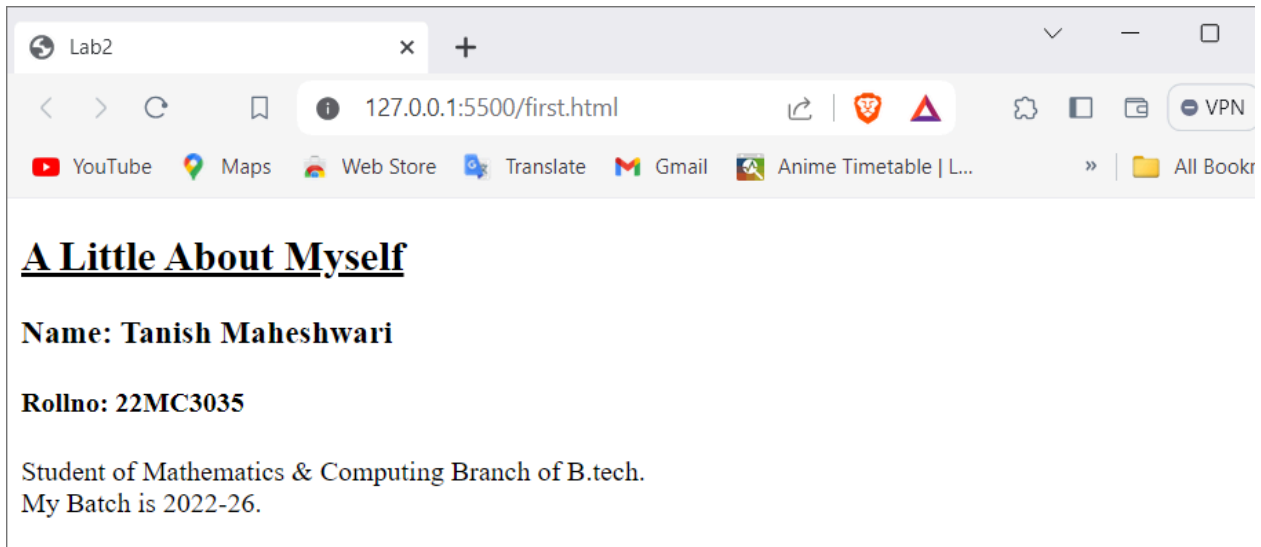 Lab2
127.0.0.1:5500/first.html VPN
YouTube Maps Web Store Translate Gmail Anime Timetable | L... » All Bookr
A Little About Myself
Name: Tanish Maheshwari
Rollno: 22MC3035
Student of Mathematics & Computing Branch of B.tech.
My Batch is 2022-26.